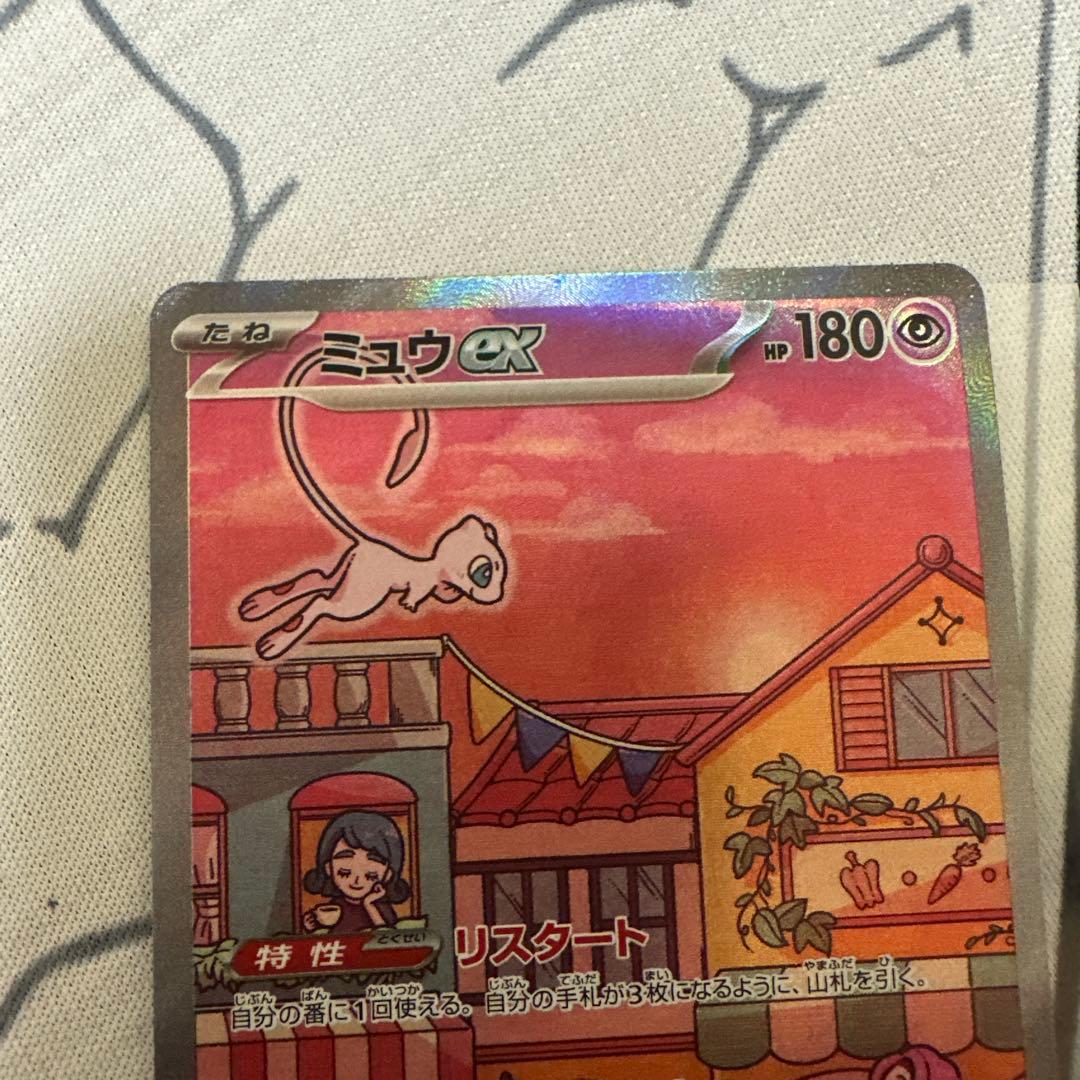 たね ミュウex HP 180
特性 とくせい リスタート
じぶん ばん かいつか じぶん てふだ まい やまふだ ひ
自分の番に1回使える。自分の手札が3枚になるように、山札を引く。